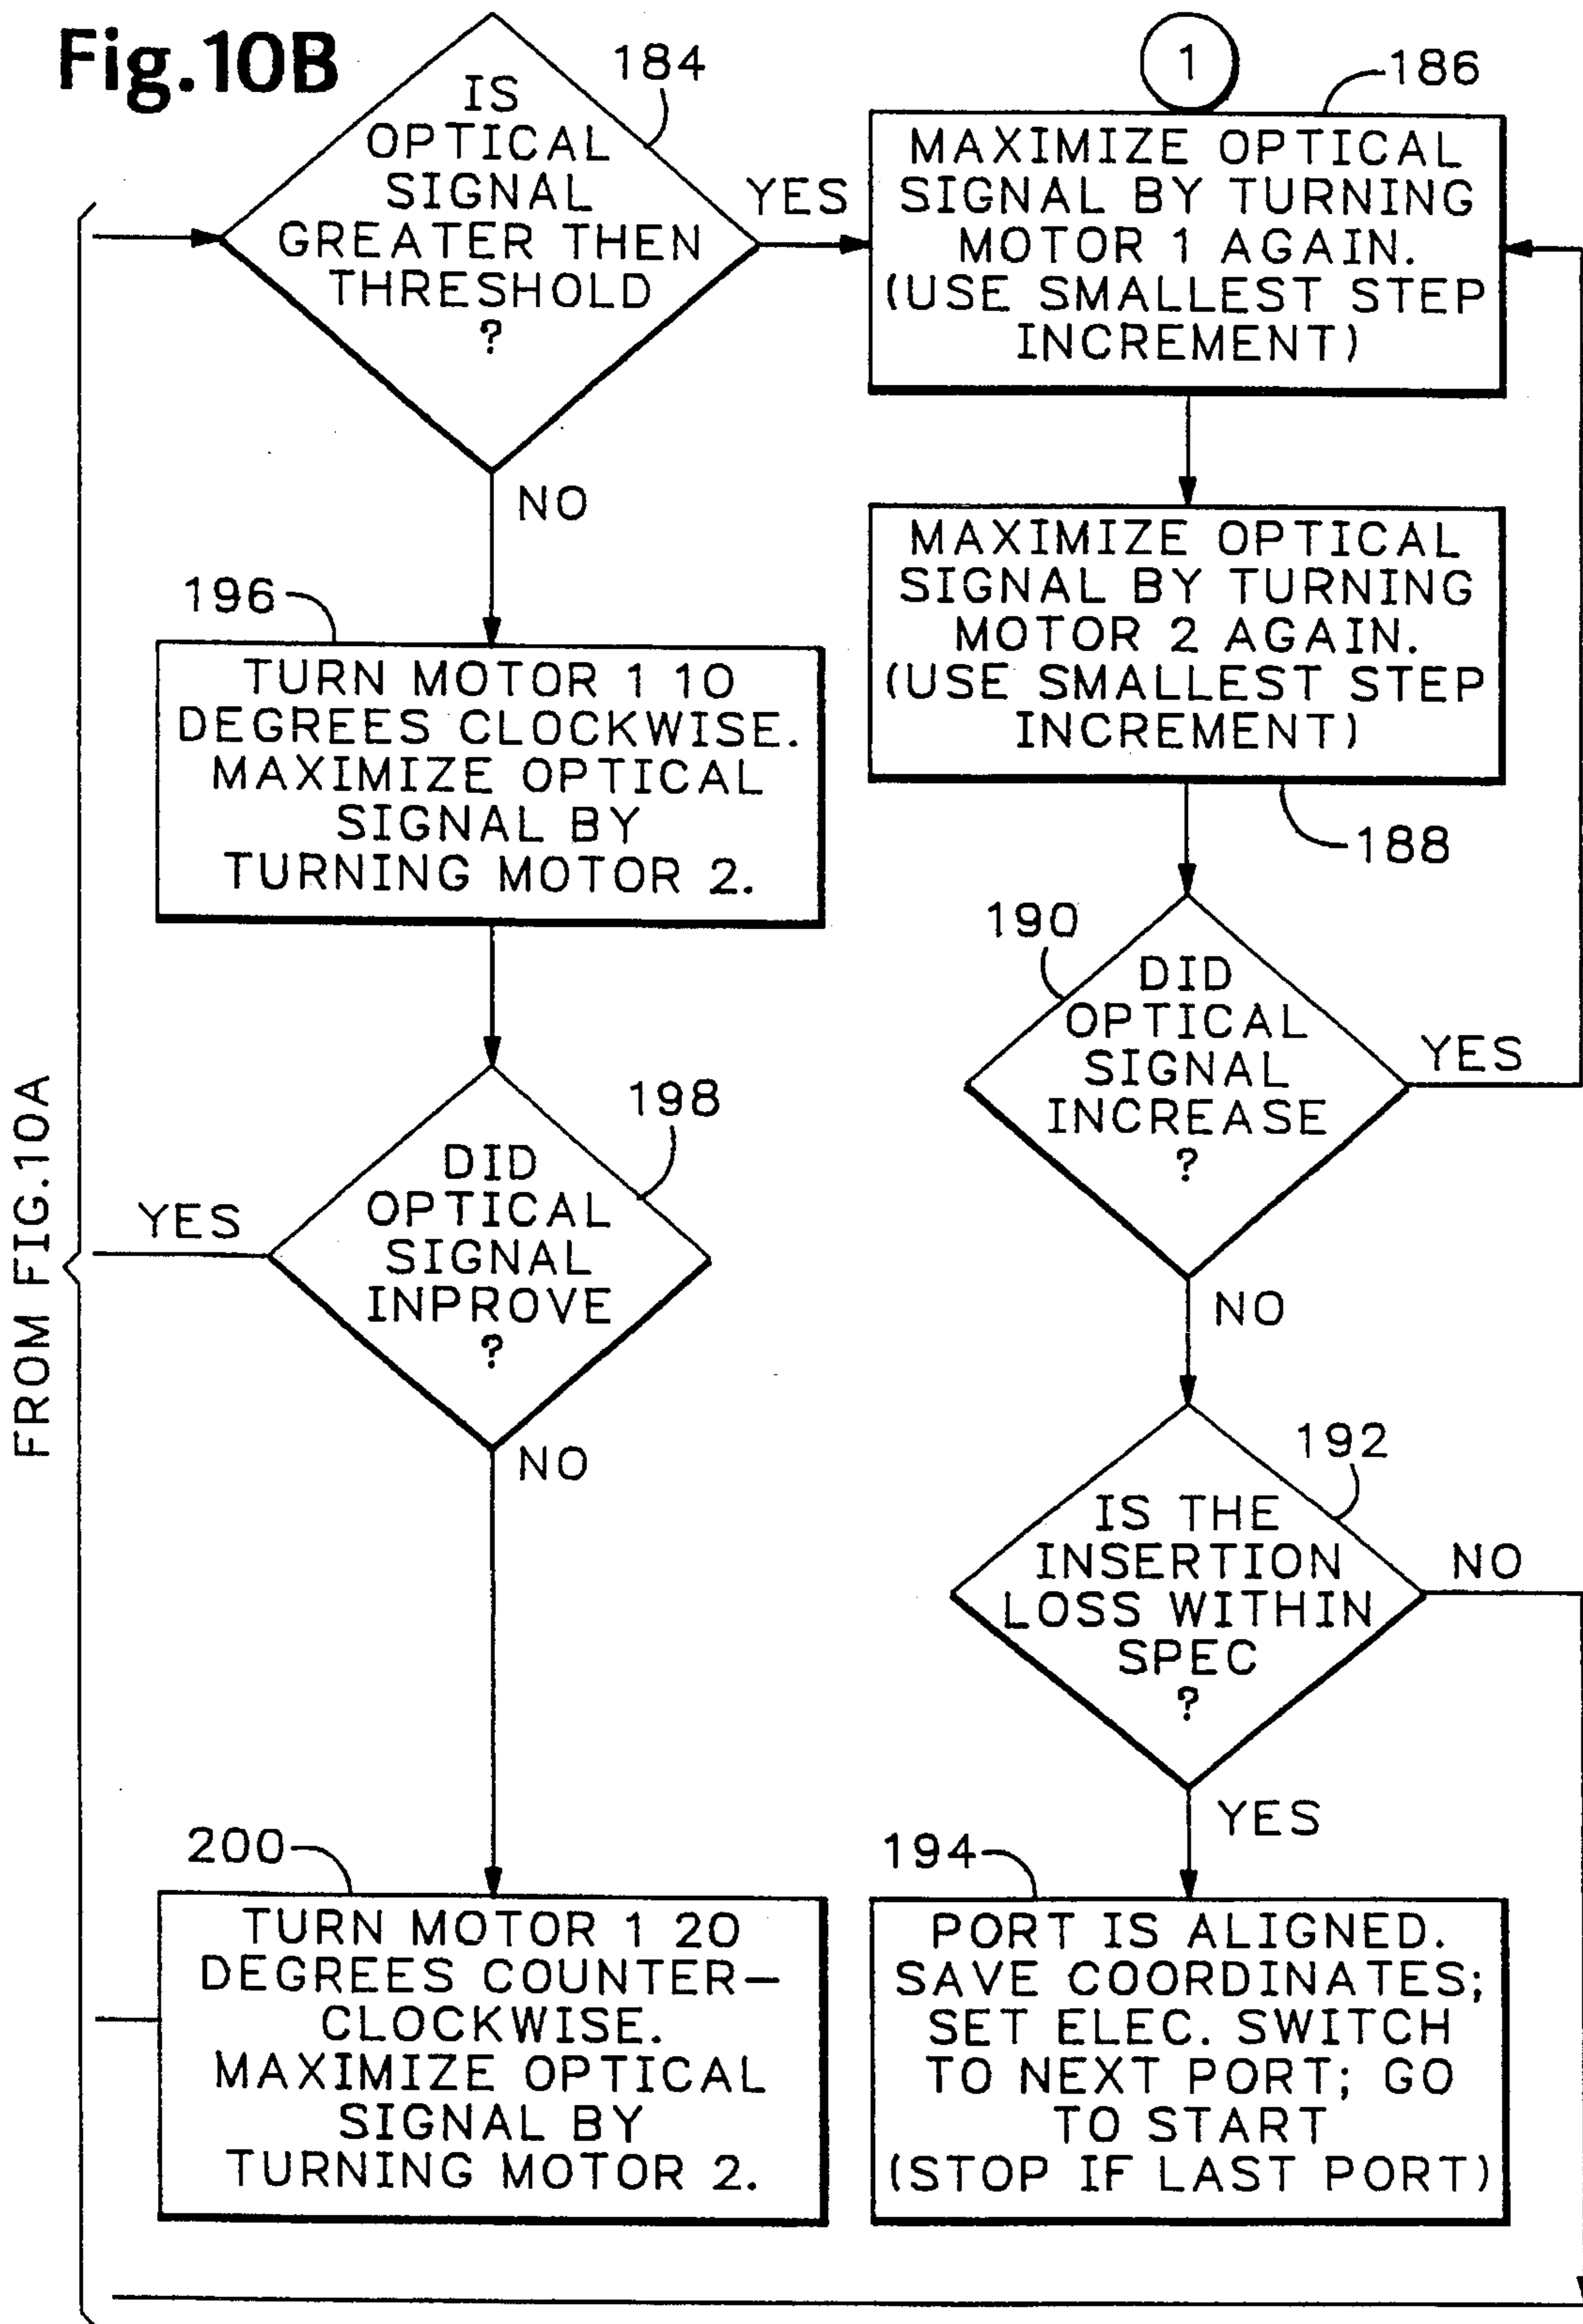 Fig.10B
184
IS
OPTICAL
SIGNAL
GREATER THEN
THRESHOLD
?
YES
NO
1
186
MAXIMIZE OPTICAL
SIGNAL BY TURNING
MOTOR 1 AGAIN.
(USE SMALLEST STEP
INCREMENT)
MAXIMIZE OPTICAL
SIGNAL BY TURNING
MOTOR 2 AGAIN.
(USE SMALLEST STEP
INCREMENT)
188
196
TURN MOTOR 1 10
DEGREES CLOCKWISE.
MAXIMIZE OPTICAL
SIGNAL BY
TURNING MOTOR 2.
190
DID
OPTICAL
SIGNAL
INCREASE
?
YES
NO
198
DID
OPTICAL
SIGNAL
INPROVE
?
YES
NO
FROM FIG.10A
192
IS THE
INSERTION
LOSS WITHIN
SPEC
?
NO
YES
200
TURN MOTOR 1 20
DEGREES COUNTER-
CLOCKWISE.
MAXIMIZE OPTICAL
SIGNAL BY
TURNING MOTOR 2.
194
PORT IS ALIGNED.
SAVE COORDINATES;
SET ELEC. SWITCH
TO NEXT PORT; GO
TO START
(STOP IF LAST PORT)